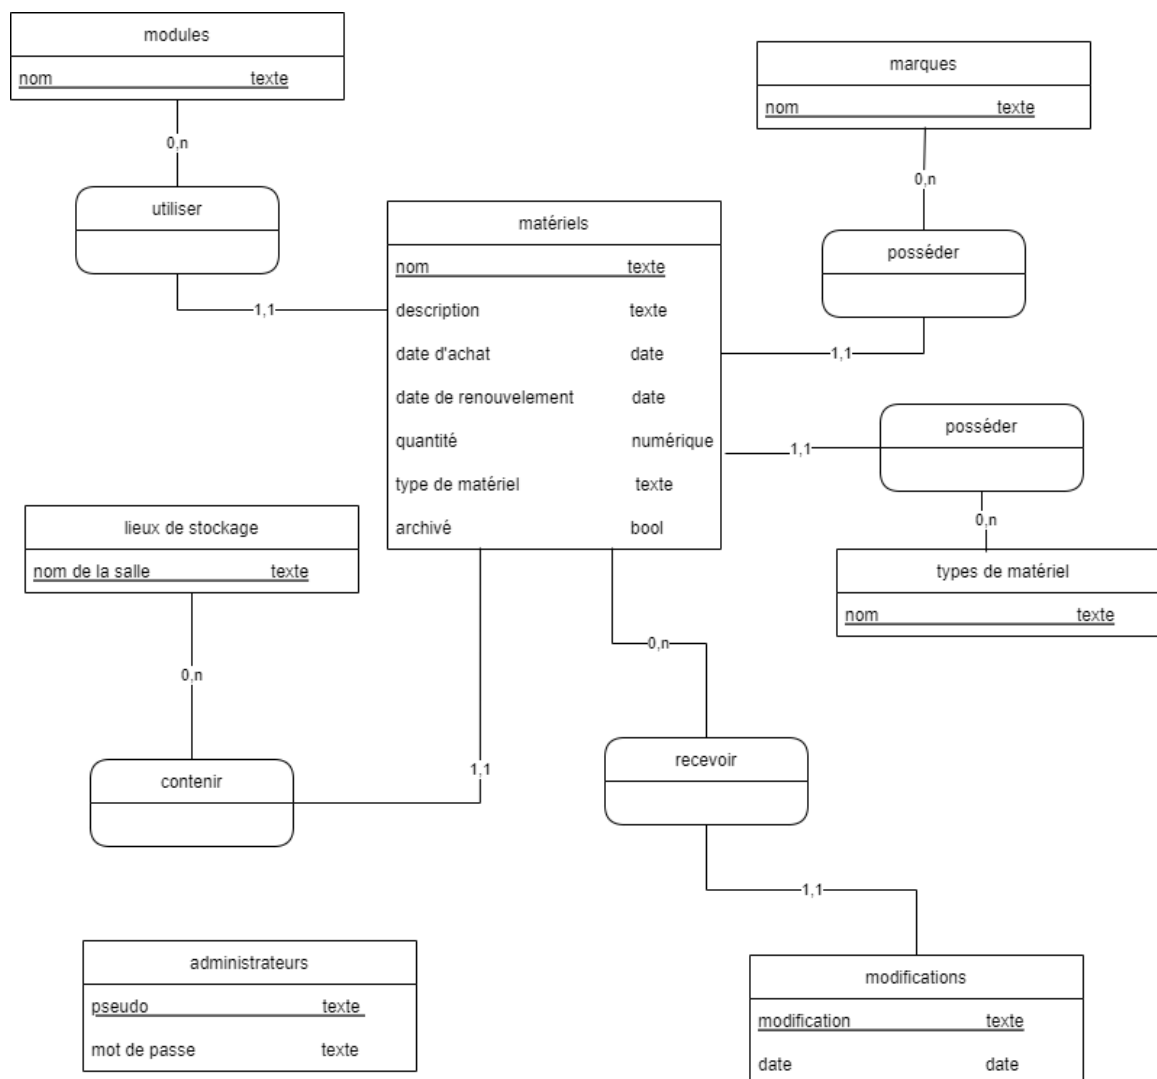 modules
nom texte
0,n
utiliser
1,1
marques
nom texte
0,n
posséder
1,1
matériels
nom texte
description texte
date d'achat date
date de renouvelement date
quantité numérique
type de matériel texte
archivé bool
posséder
1,1
0,n
types de matériel
nom texte
lieux de stockage
nom de la salle texte
0,n
contenir
1,1
0,n
recevoir
1,1
administrateurs
pseudo texte
mot de passe texte
modifications
modification texte
date date